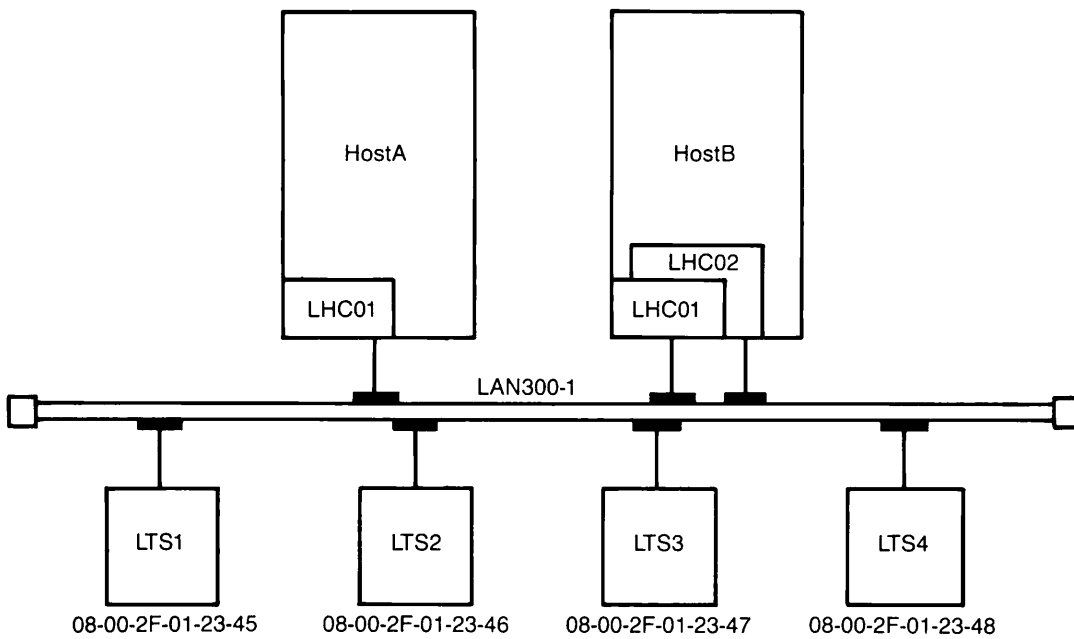 HostA
HostB
LHC02
LHC01
LHC01
LAN300-1
LTS1
LTS2
LTS3
LTS4
08-00-2F-01-23-45
08-00-2F-01-23-46
08-00-2F-01-23-47
08-00-2F-01-23-48